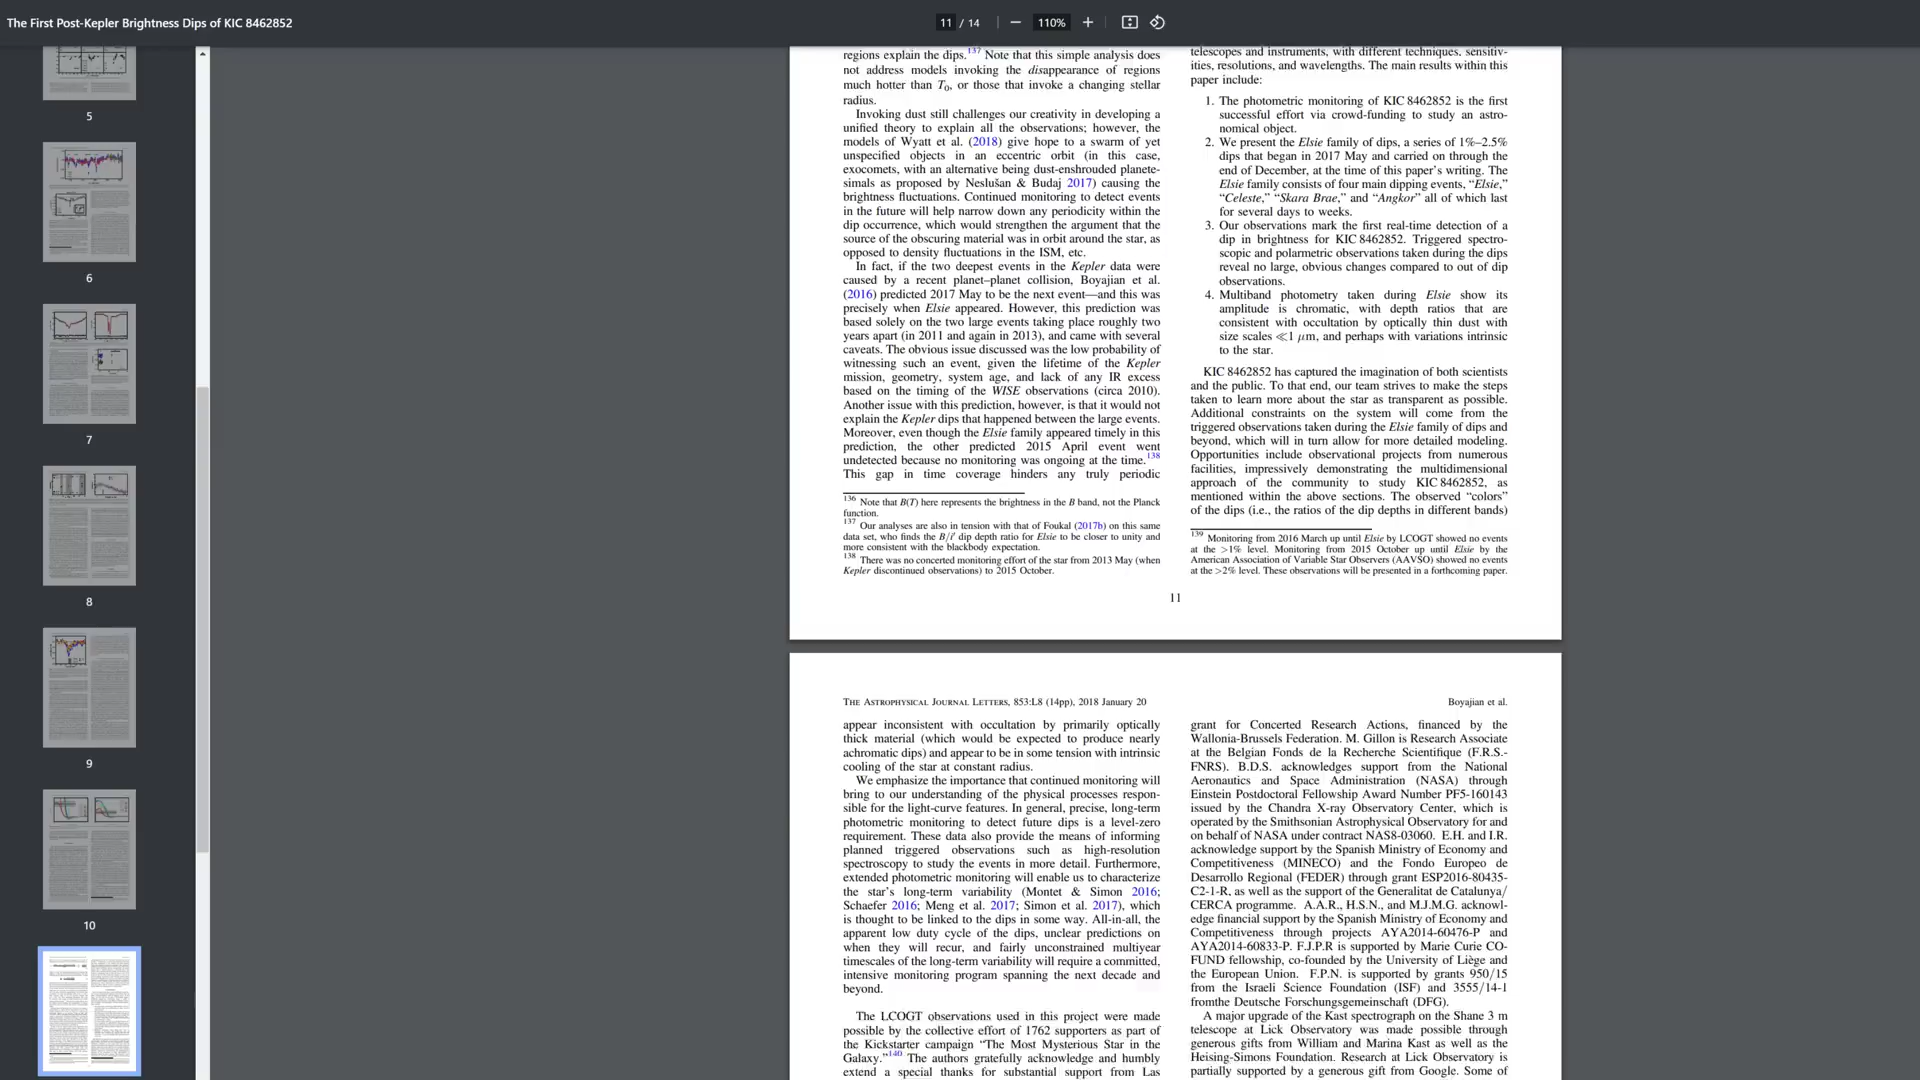 The First Post-Kepler Brightness Dips of KIC 8462852
11 / 14
110%
5
6
7
8
9
10
regions explain the dips.137 Note that this simple analysis does
not address models invoking the disappearance of regions
much hotter than T0, or those that invoke a changing stellar
radius.
Invoking dust still challenges our creativity in developing a
unified theory to explain all the observations; however, the
models of Wyatt et al. (2018) give hope to a swarm of yet
unspecified objects in an eccentric orbit (in this case,
exocomets, with an alternative being dust-enshrouded planete-
simals as proposed by Neslušan & Budaj 2017) causing the
brightness fluctuations. Continued monitoring to detect events
in the future will help narrow down any periodicity within the
dip occurrence, which would strengthen the argument that the
source of the obscuring material was in orbit around the star, as
opposed to density fluctuations in the ISM, etc.
In fact, if the two deepest events in the Kepler data were
caused by a recent planet–planet collision, Boyajian et al.
(2016) predicted 2017 May to be the next event—and this was
precisely when Elsie appeared. However, this prediction was
based solely on the two large events taking place roughly two
years apart (in 2011 and again in 2013), and came with several
caveats. The obvious issue discussed was the low probability of
witnessing such an event, given the lifetime of the Kepler
mission, geometry, system age, and lack of any IR excess
based on the timing of the WISE observations (circa 2010).
Another issue with this prediction, however, is that it would not
explain the Kepler dips that happened between the large events.
Moreover, even though the Elsie family appeared timely in this
prediction, the other predicted 2015 April event went
undetected because no monitoring was ongoing at the time.138
This gap in time coverage hinders any truly periodic
136 Note that B(T) here represents the brightness in the B band, not the Planck
function.
137 Our analyses are also in tension with that of Foukal (2017b) on this same
data set, who finds the B/i′ dip depth ratio for Elsie to be closer to unity and
more consistent with the blackbody expectation.
138 There was no concerted monitoring effort of the star from 2013 May (when
Kepler discontinued observations) to 2015 October.
telescopes and instruments, with different techniques, sensitiv-
ities, resolutions, and wavelengths. The main results within this
paper include:
1. The photometric monitoring of KIC 8462852 is the first
successful effort via crowd-funding to study an astro-
nomical object.
2. We present the Elsie family of dips, a series of 1%–2.5%
dips that began in 2017 May and carried on through the
end of December, at the time of this paper's writing. The
Elsie family consists of four main dipping events, “Elsie,”
“Celeste,” “Skara Brae,” and “Angkor” all of which last
for several days to weeks.
3. Our observations mark the first real-time detection of a
dip in brightness for KIC 8462852. Triggered spectro-
scopic and polarmetric observations taken during the dips
reveal no large, obvious changes compared to out of dip
observations.
4. Multiband photometry taken during Elsie show its
amplitude is chromatic, with depth ratios that are
consistent with occultation by optically thin dust with
size scales ≪1 μm, and perhaps with variations intrinsic
to the star.
KIC 8462852 has captured the imagination of both scientists
and the public. To that end, our team strives to make the steps
taken to learn more about the star as transparent as possible.
Additional constraints on the system will come from the
triggered observations taken during the Elsie family of dips and
beyond, which will in turn allow for more detailed modeling.
Opportunities include observational projects from numerous
facilities, impressively demonstrating the multidimensional
approach of the community to study KIC 8462852, as
mentioned within the above sections. The observed “colors”
of the dips (i.e., the ratios of the dip depths in different bands)
139 Monitoring from 2016 March up until Elsie by LCOGT showed no events
at the >1% level. Monitoring from 2015 October up until Elsie by the
American Association of Variable Star Observers (AAVSO) showed no events
at the >2% level. These observations will be presented in a forthcoming paper.
11
The Astrophysical Journal Letters, 853:L8 (14pp), 2018 January 20
Boyajian et al.
appear inconsistent with occultation by primarily optically
thick material (which would be expected to produce nearly
achromatic dips) and appear to be in some tension with intrinsic
cooling of the star at constant radius.
We emphasize the importance that continued monitoring will
bring to our understanding of the physical processes respon-
sible for the light-curve features. In general, precise, long-term
photometric monitoring to detect future dips is a level-zero
requirement. These data also provide the means of informing
planned triggered observations such as high-resolution
spectroscopy to study the events in more detail. Furthermore,
extended photometric monitoring will enable us to characterize
the star's long-term variability (Montet & Simon 2016;
Schaefer 2016; Meng et al. 2017; Simon et al. 2017), which
is thought to be linked to the dips in some way. All-in-all, the
apparent low duty cycle of the dips, unclear predictions on
when they will recur, and fairly unconstrained multiyear
timescales of the long-term variability will require a committed,
intensive monitoring program spanning the next decade and
beyond.
The LCOGT observations used in this project were made
possible by the collective effort of 1762 supporters as part of
the Kickstarter campaign “The Most Mysterious Star in the
Galaxy.”140 The authors gratefully acknowledge and humbly
extend a special thanks for substantial support from Las
grant for Concerted Research Actions, financed by the
Wallonia-Brussels Federation. M. Gillon is Research Associate
at the Belgian Fonds de la Recherche Scientifique (F.R.S.-
FNRS). B.D.S. acknowledges support from the National
Aeronautics and Space Administration (NASA) through
Einstein Postdoctoral Fellowship Award Number PF5-160143
issued by the Chandra X-ray Observatory Center, which is
operated by the Smithsonian Astrophysical Observatory for and
on behalf of NASA under contract NAS8-03060. E.H. and I.R.
acknowledge support by the Spanish Ministry of Economy and
Competitiveness (MINECO) and the Fondo Europeo de
Desarrollo Regional (FEDER) through grant ESP2016-80435-
C2-1-R, as well as the support of the Generalitat de Catalunya/
CERCA programme. A.A.R., H.S.N., and M.J.M.G. acknowl-
edge financial support by the Spanish Ministry of Economy and
Competitiveness through projects AYA2014-60476-P and
AYA2014-60833-P. F.J.P.R is supported by Marie Curie CO-
FUND fellowship, co-founded by the University of Liège and
the European Union. F.P.N. is supported by grants 950/15
from the Israeli Science Foundation (ISF) and 3555/14-1
fromthe Deutsche Forschungsgemeinschaft (DFG).
A major upgrade of the Kast spectrograph on the Shane 3 m
telescope at Lick Observatory was made possible through
generous gifts from William and Marina Kast as well as the
Heising-Simons Foundation. Research at Lick Observatory is
partially supported by a generous gift from Google. Some of